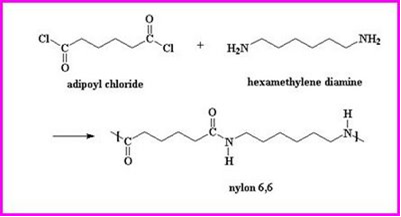 O
Cl C C Cl + H₂N NH₂
O
adipoyl chloride hexamethylene diamine
O H
C C N N
O H
nylon 6,6